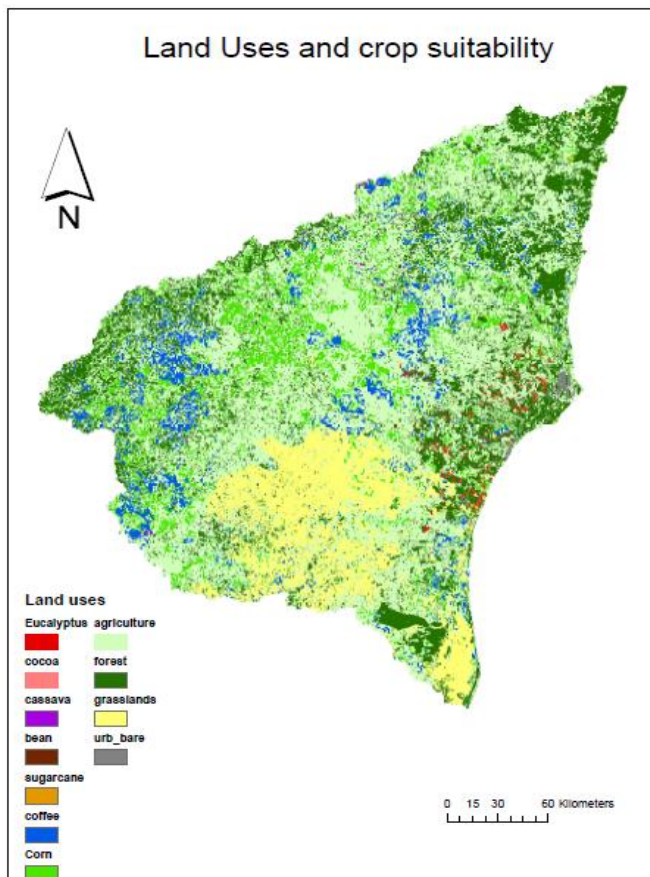 Land Uses and crop suitability
N
Land uses
Eucalyptus agriculture
cocoa forest
cassava grasslands
bean urb_bare
sugarcane
coffee
Corn
0 15 30 60 Kilometers